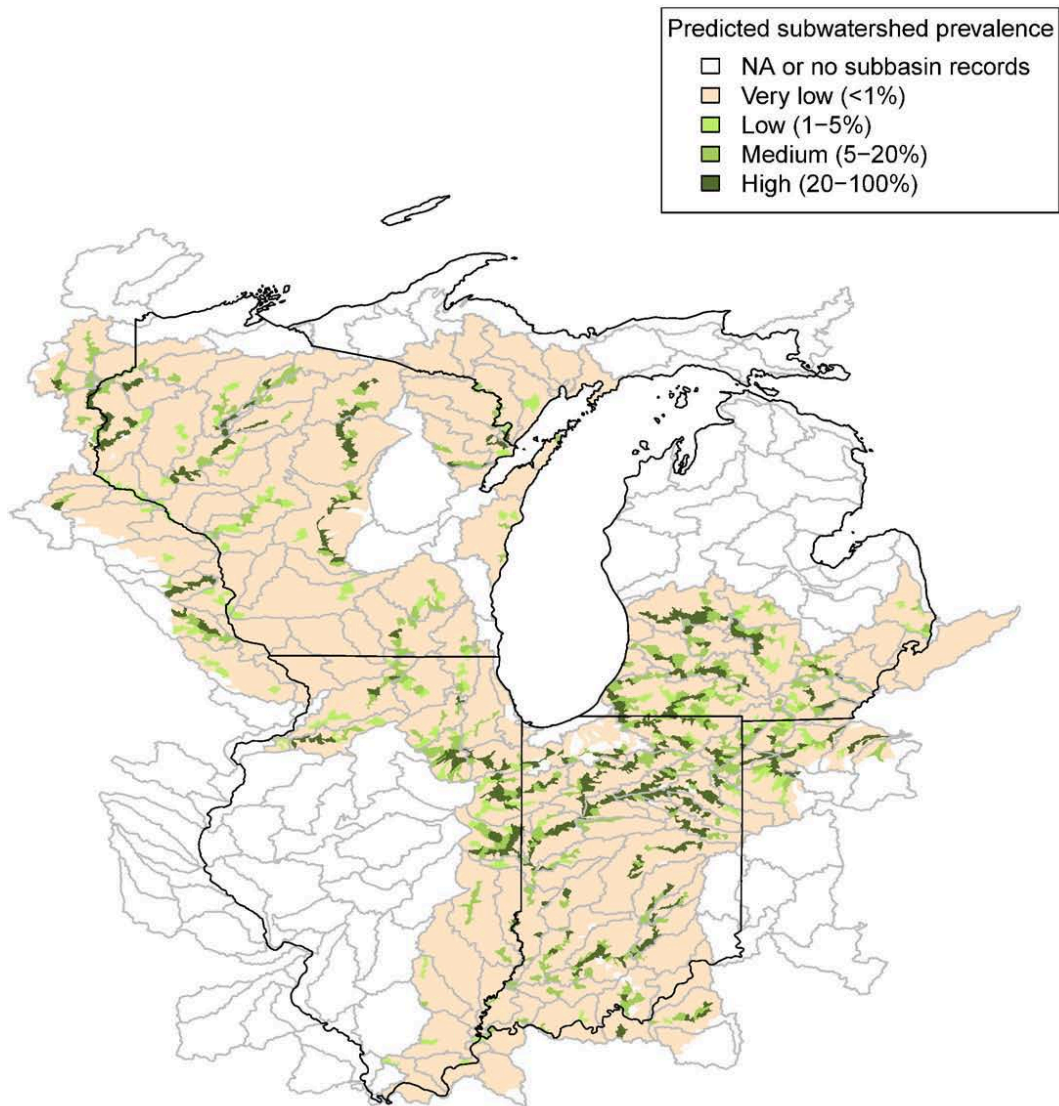 Predicted subwatershed prevalence
NA or no subbasin records
Very low (<1%)
Low (1−5%)
Medium (5−20%)
High (20−100%)